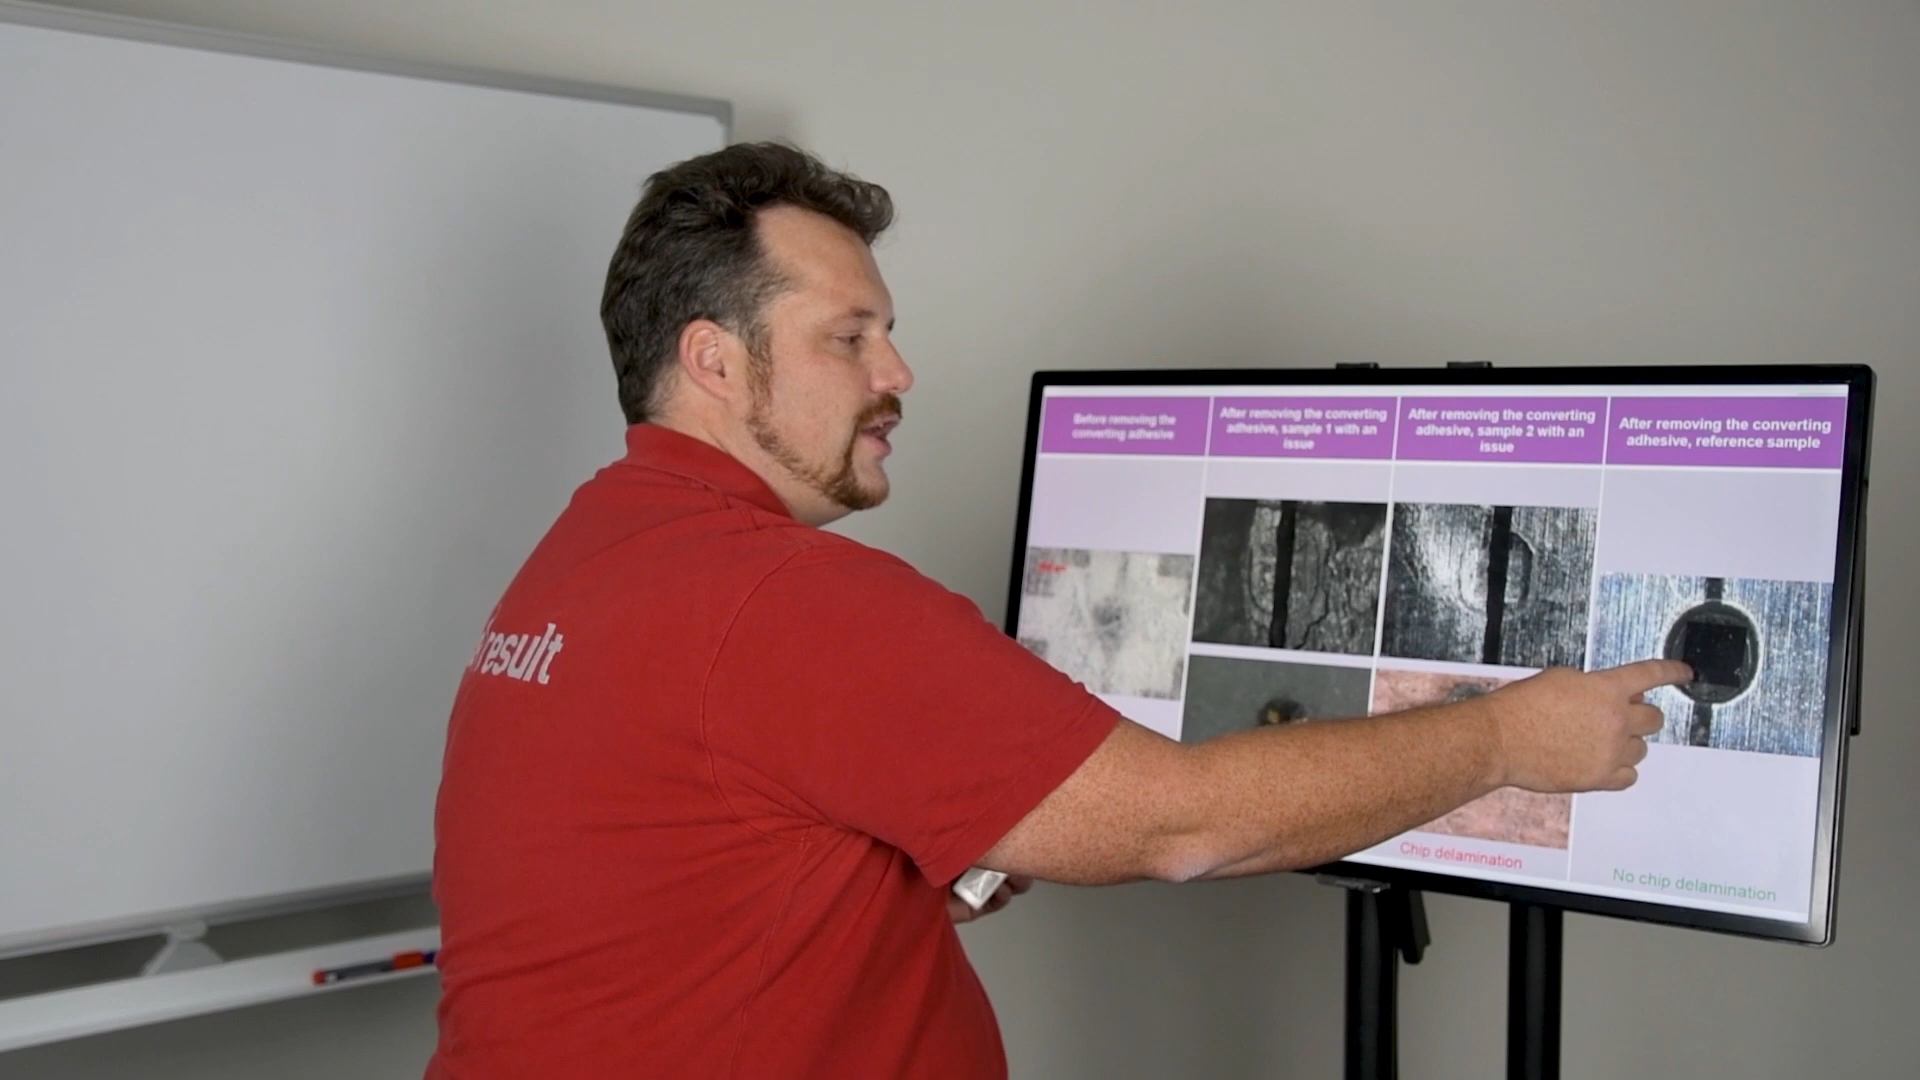 Before removing the
converting adhesive
After removing the converting
adhesive, sample 1 with an
issue
After removing the converting
adhesive, sample 2 with an
issue
After removing the converting
adhesive, reference sample
Chip delamination
No chip delamination
result